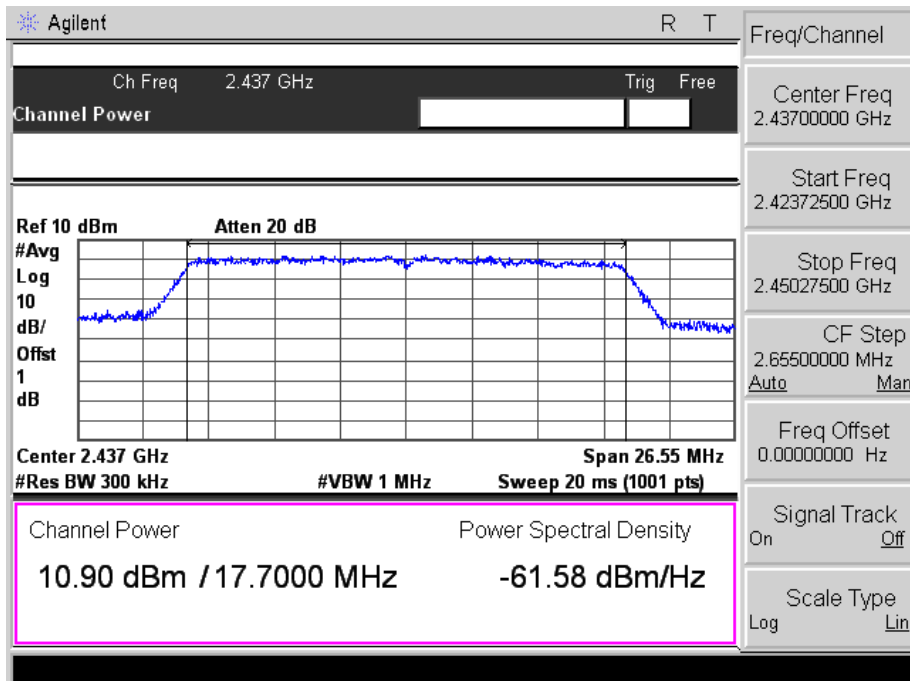 Agilent R T
Ch Freq 2.437 GHz Trig Free
Channel Power
Ref 10 dBm Atten 20 dB
#Avg
Log
10
dB/
Offst
1
dB
Center 2.437 GHz Span 26.55 MHz
#Res BW 300 kHz #VBW 1 MHz Sweep 20 ms (1001 pts)
Channel Power Power Spectral Density
10.90 dBm / 17.7000 MHz -61.58 dBm/Hz
Freq/Channel
Center Freq
2.43700000 GHz
Start Freq
2.42372500 GHz
Stop Freq
2.45027500 GHz
CF Step
2.65500000 MHz
Auto Man
Freq Offset
0.00000000 Hz
Signal Track
On Off
Scale Type
Log Lin